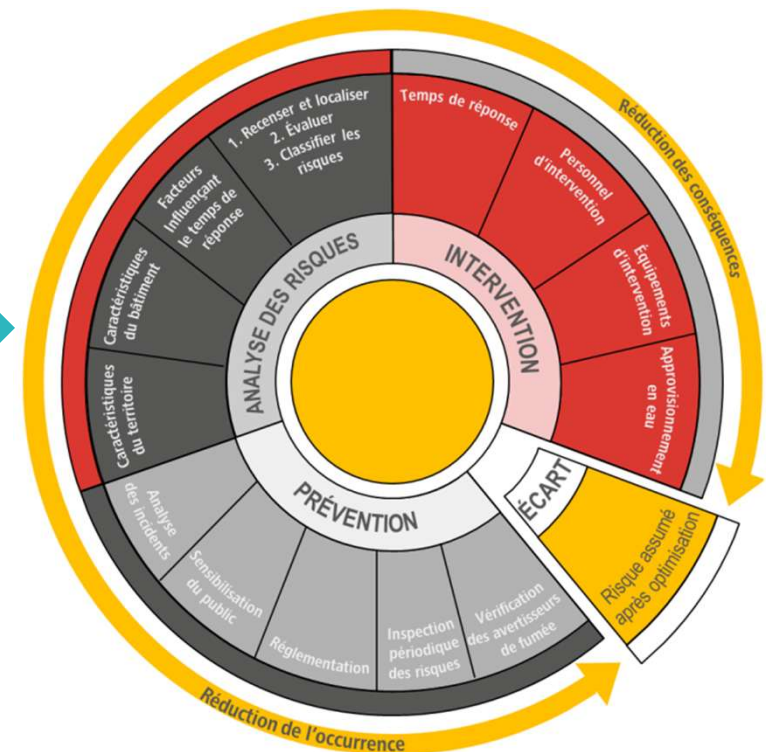 Réduction des conséquences
ANALYSE DES RISQUES
1. Recenser et localiser
2. Évaluer
3. Classifier les
risques
Facteurs
Influençant
le temps de
réponse
Caractéristiques
du bâtiment
Caractéristiques
du territoire
INTERVENTION
Temps de réponse
Personnel
d'intervention
Équipements
d'intervention
Approvisionnement
en eau
ÉCART
Risque assumé
après optimisation
PRÉVENTION
Analyse
des incidents
Sensibilisation
du public
Réglementation
Inspection
périodique
des risques
Vérification
des avertisseurs
de fumée
Réduction de l'occurrence